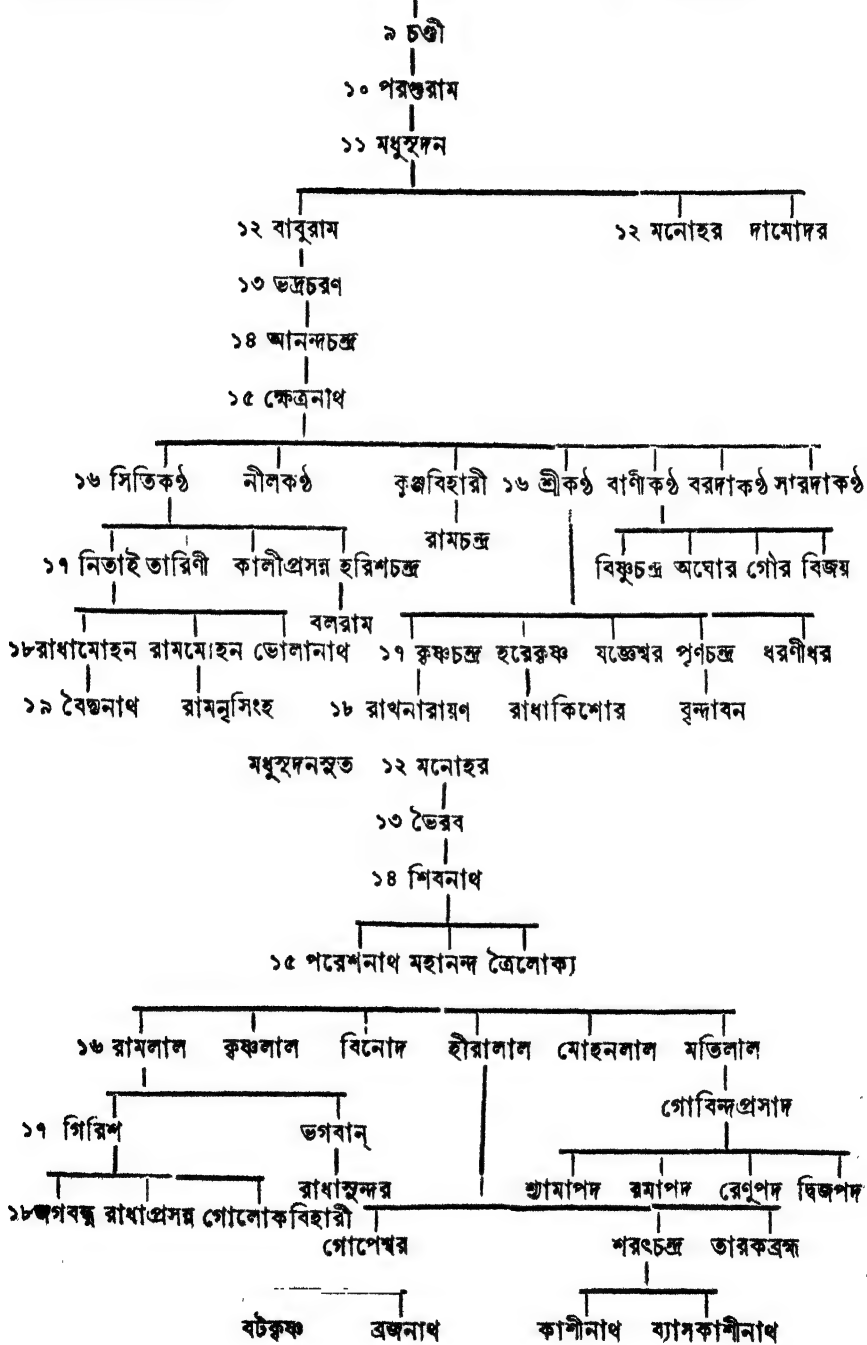 ৯ চণ্ডী
১০ পরশুরাম
১১ মধুসূদন
১২ বাবুরাম ১২ মনোহর দামোদর
১৩ ভদ্রচরণ
১৪ আনন্দচন্দ্র
১৫ ক্ষেত্রনাথ
১৬ সিতিকণ্ঠ নীলকণ্ঠ কুঞ্জবিহারী ১৬ শ্রীকণ্ঠ বাণীকণ্ঠ বরদাকণ্ঠ সারদাকণ্ঠ
রামচন্দ্র
১৭ নিতাই তারিণী কালীপ্রসন্ন হরিশচন্দ্র বিষ্ণুচন্দ্র অঘোর গৌর বিজয়
বলরাম
১৮রাধামোহন রামমোহন ভোলানাথ ১৭ কৃষ্ণচন্দ্র হরেকৃষ্ণ যজ্ঞেশ্বর পূর্ণচন্দ্র ধরণীধর
১৯ বৈদ্যনাথ রামনৃসিংহ ১৮ রাখনারায়ণ রাধাকিশোর বৃন্দাবন
মধুসূদনসুত ১২ মনোহর
১৩ ভৈরব
১৪ শিবনাথ
১৫ পরেশনাথ মহানন্দ ত্রৈলোক্য
১৬ রামলাল কৃষ্ণলাল বিনোদ হীরালাল মোহনলাল মতিলাল
গোবিন্দপ্রসাদ
১৭ গিরিশ ভগবান্
রাধাসুন্দর শ্যামাপদ রমাপদ রেণুপদ দ্বিজপদ
১৮জগবন্ধু রাধাপ্রসন্ন গোলোকবিহারী
গোপেশ্বর শরৎচন্দ্র তারকব্রহ্ম
বটকৃষ্ণ ব্রজনাথ কাশীনাথ ব্যাসকাশীনাথ